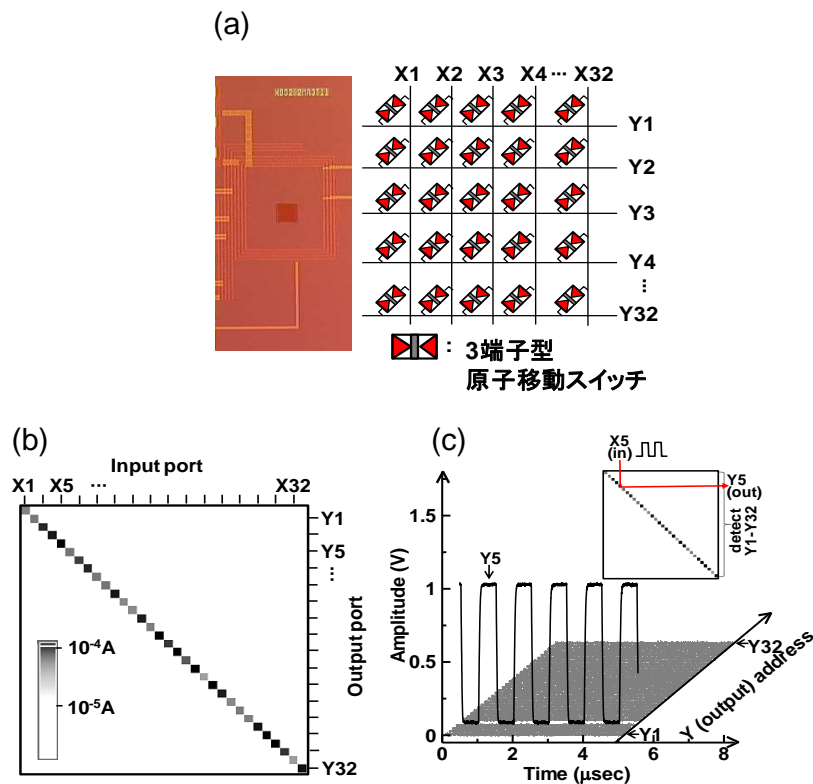 (a)
X1 X2 X3 X4 ··· X32
Y1
Y2
Y3
Y4
⋮
Y32
: 3端子型
原子移動スイッチ
(b)
Input port
X1 X5 ··· X32
Y1
Y5
⋮
Y32
Output port
10-4A
10-5A
(c)
X5
(in)
Y5
(out)
detect
Y1-Y32
Y5
Amplitude (V)
1
0.5
0
Y32
Y1
Y (output) address
0 2 4 6 8
Time (μsec)